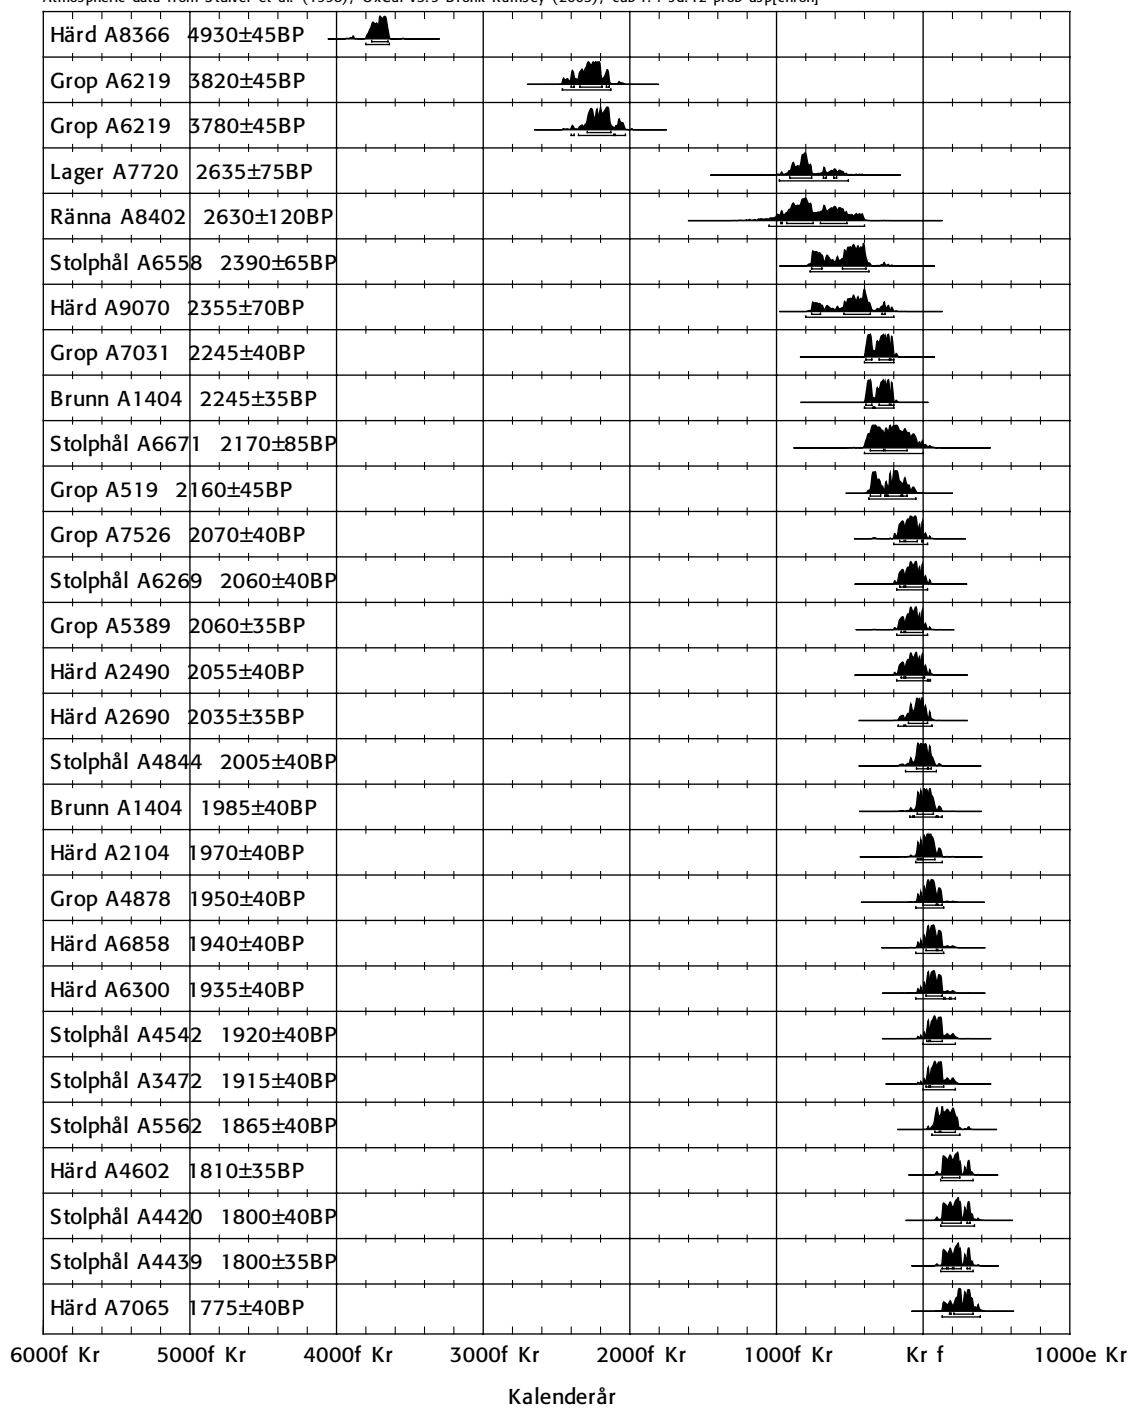 Härd A8366 4930±45BP
Grop A6219 3820±45BP
Grop A6219 3780±45BP
Lager A7720 2635±75BP
Ränna A8402 2630±120BP
Stolphål A6558 2390±65BP
Härd A9070 2355±70BP
Grop A7031 2245±40BP
Brunn A1404 2245±35BP
Stolphål A6671 2170±85BP
Grop A519 2160±45BP
Grop A7526 2070±40BP
Stolphål A6269 2060±40BP
Grop A5389 2060±35BP
Härd A2490 2055±40BP
Härd A2690 2035±35BP
Stolphål A4844 2005±40BP
Brunn A1404 1985±40BP
Härd A2104 1970±40BP
Grop A4878 1950±40BP
Härd A6858 1940±40BP
Härd A6300 1935±40BP
Stolphål A4542 1920±40BP
Stolphål A3472 1915±40BP
Stolphål A5562 1865±40BP
Härd A4602 1810±35BP
Stolphål A4420 1800±40BP
Stolphål A4439 1800±35BP
Härd A7065 1775±40BP
6000f Kr 5000f Kr 4000f Kr 3000f Kr 2000f Kr 1000f Kr Kr f 1000e Kr
Kalenderår